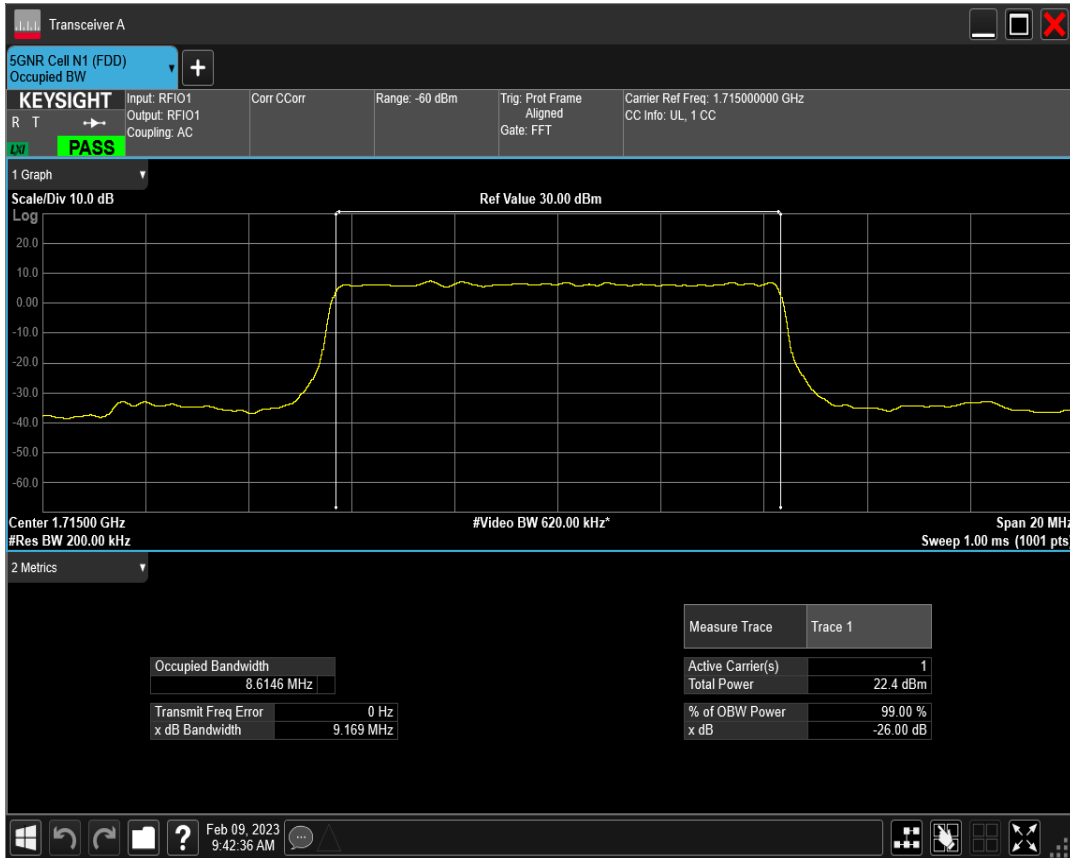 Transceiver A
5GNR Cell N1 (FDD)
Occupied BW
+
KEYSIGHT
R T
LXI
PASS
Input: RFIO1
Output: RFIO1
Coupling: AC
Corr CCorr
Range: -60 dBm
Trig: Prot Frame
Aligned
Gate: FFT
Carrier Ref Freq: 1.715000000 GHz
CC Info: UL, 1 CC
1 Graph
Scale/Div 10.0 dB
Ref Value 30.00 dBm
Log
20.0
10.0
0.00
-10.0
-20.0
-30.0
-40.0
-50.0
-60.0
Center 1.71500 GHz
#Video BW 620.00 kHz*
Span 20 MHz
#Res BW 200.00 kHz
Sweep 1.00 ms (1001 pts)
2 Metrics
Measure Trace Trace 1
Occupied Bandwidth
8.6146 MHz
Active Carrier(s) 1
Total Power 22.4 dBm
Transmit Freq Error 0 Hz
x dB Bandwidth 9.169 MHz
% of OBW Power 99.00 %
x dB -26.00 dB
?
Feb 09, 2023
9:42:36 AM